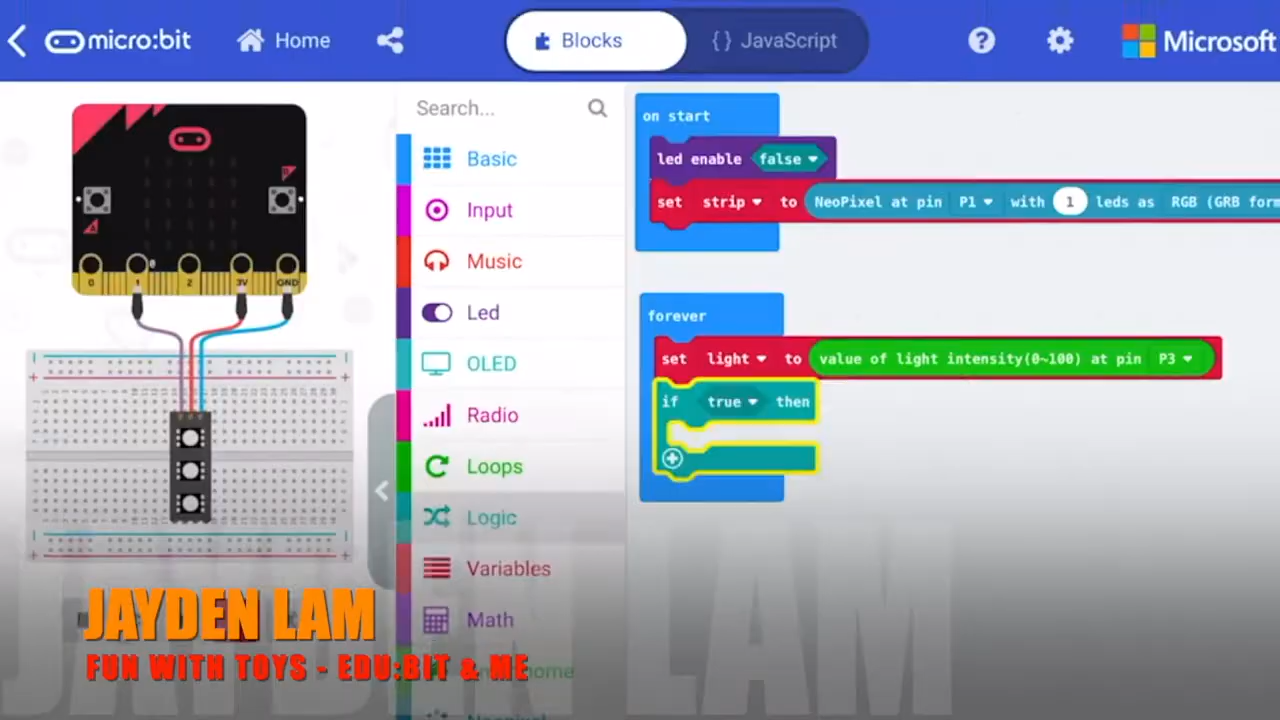 micro:bit Home Blocks {} JavaScript ? Microsoft
Search...
Basic
Input
Music
Led
OLED
Radio
Loops
Logic
Variables
Math
on start
led enable false
set strip to NeoPixel at pin P1 with 1 leds as RGB (GRB
forever
set light to value of light intensity(0~100) at pin P3
if true then
A
B
0 1 2 3V GND
JAYDEN LAM
FUN WITH TOYS - EDU:BIT & ME
JAYDEN LAM